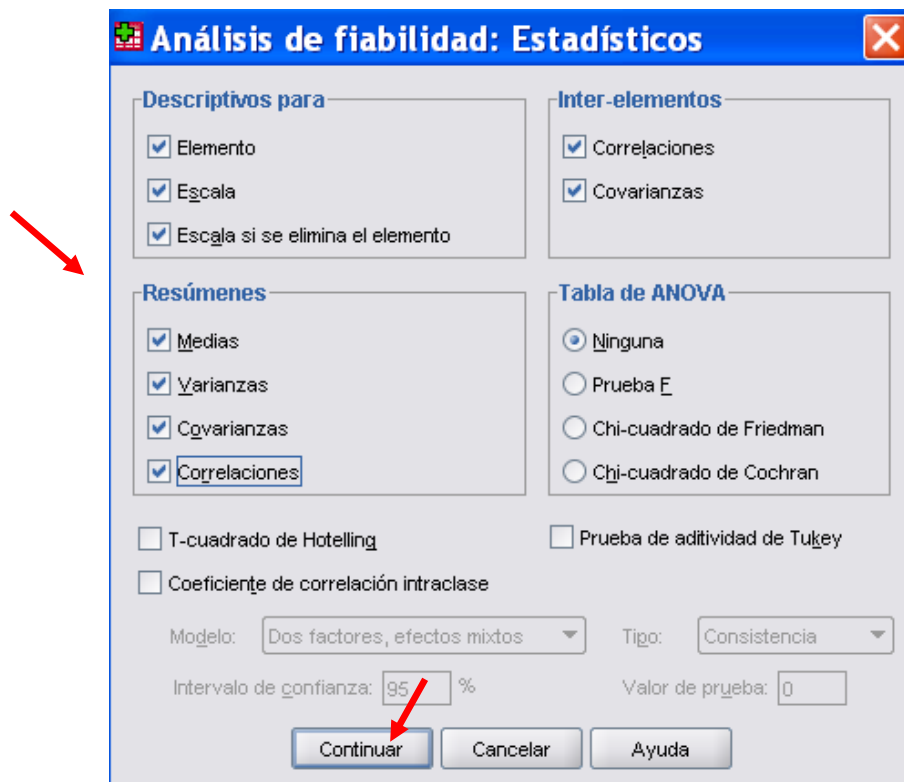 Análisis de fiabilidad: Estadísticos
Descriptivos para
Elemento
Escala
Escala si se elimina el elemento
Inter-elementos
Correlaciones
Covarianzas
Resúmenes
Medias
Varianzas
Covarianzas
Correlaciones
Tabla de ANOVA
Ninguna
Prueba F
Chi-cuadrado de Friedman
Chi-cuadrado de Cochran
T-cuadrado de Hotelling
Prueba de aditividad de Tukey
Coeficiente de correlación intraclase
Modelo: Dos factores, efectos mixtos Tipo: Consistencia
Intervalo de confianza: 95 % Valor de prueba: 0
Continuar Cancelar Ayuda